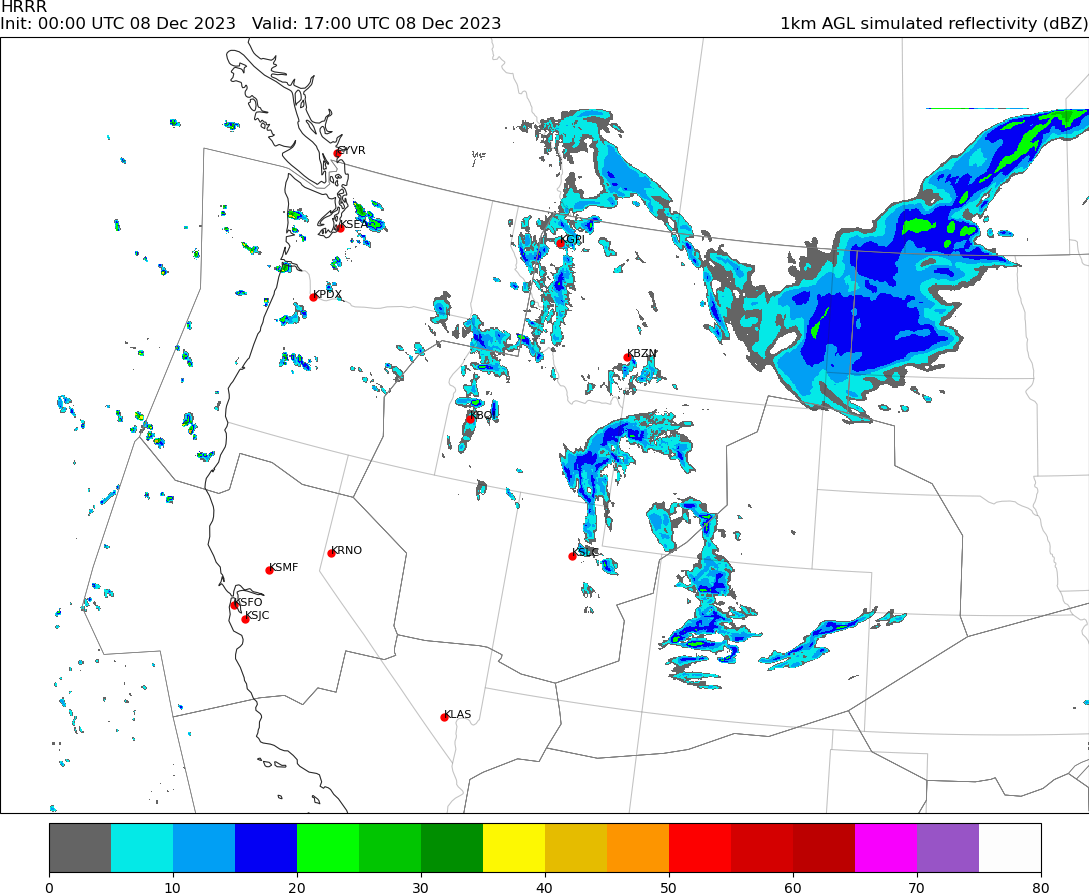 HRRR
Init: 00:00 UTC 08 Dec 2023   Valid: 17:00 UTC 08 Dec 2023
1km AGL simulated reflectivity (dBZ)
CYVR
KSEA
KGPI
KPDX
KBZN
KBOI
KRNO
KSLC
KSMF
KSFO
KSJC
KLAS
0 10 20 30 40 50 60 70 80